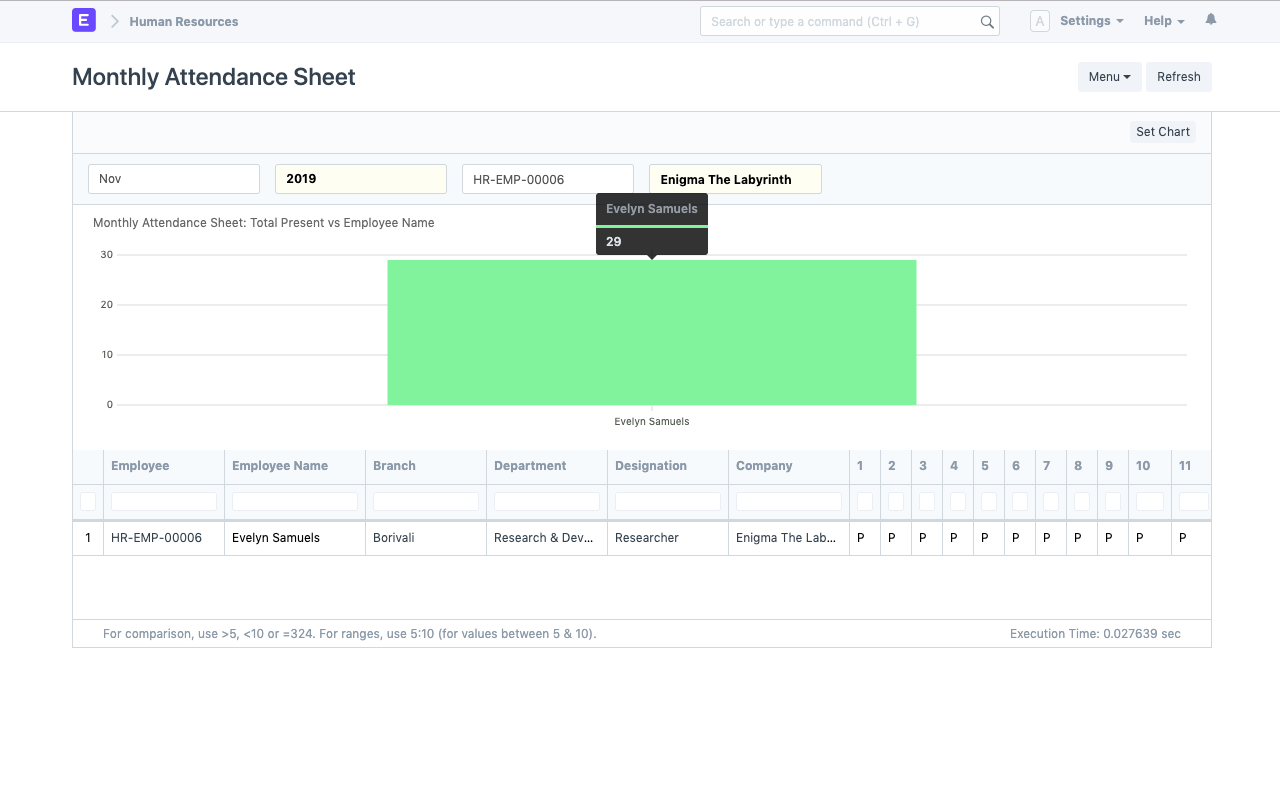 E Human Resources Search or type a command (Ctrl + G) A Settings Help
Monthly Attendance Sheet Menu Refresh
Set Chart
Nov 2019 HR-EMP-00006 Enigma The Labyrinth
Evelyn Samuels
Monthly Attendance Sheet: Total Present vs Employee Name
29
30
20
10
0
Evelyn Samuels
Employee Employee Name Branch Department Designation Company 1 2 3 4 5 6 7 8 9 10 11
1 HR-EMP-00006 Evelyn Samuels Borivali Research & Dev... Researcher Enigma The Lab... P P P P P P P P P P P
For comparison, use >5, <10 or =324. For ranges, use 5:10 (for values between 5 & 10). Execution Time: 0.027639 sec